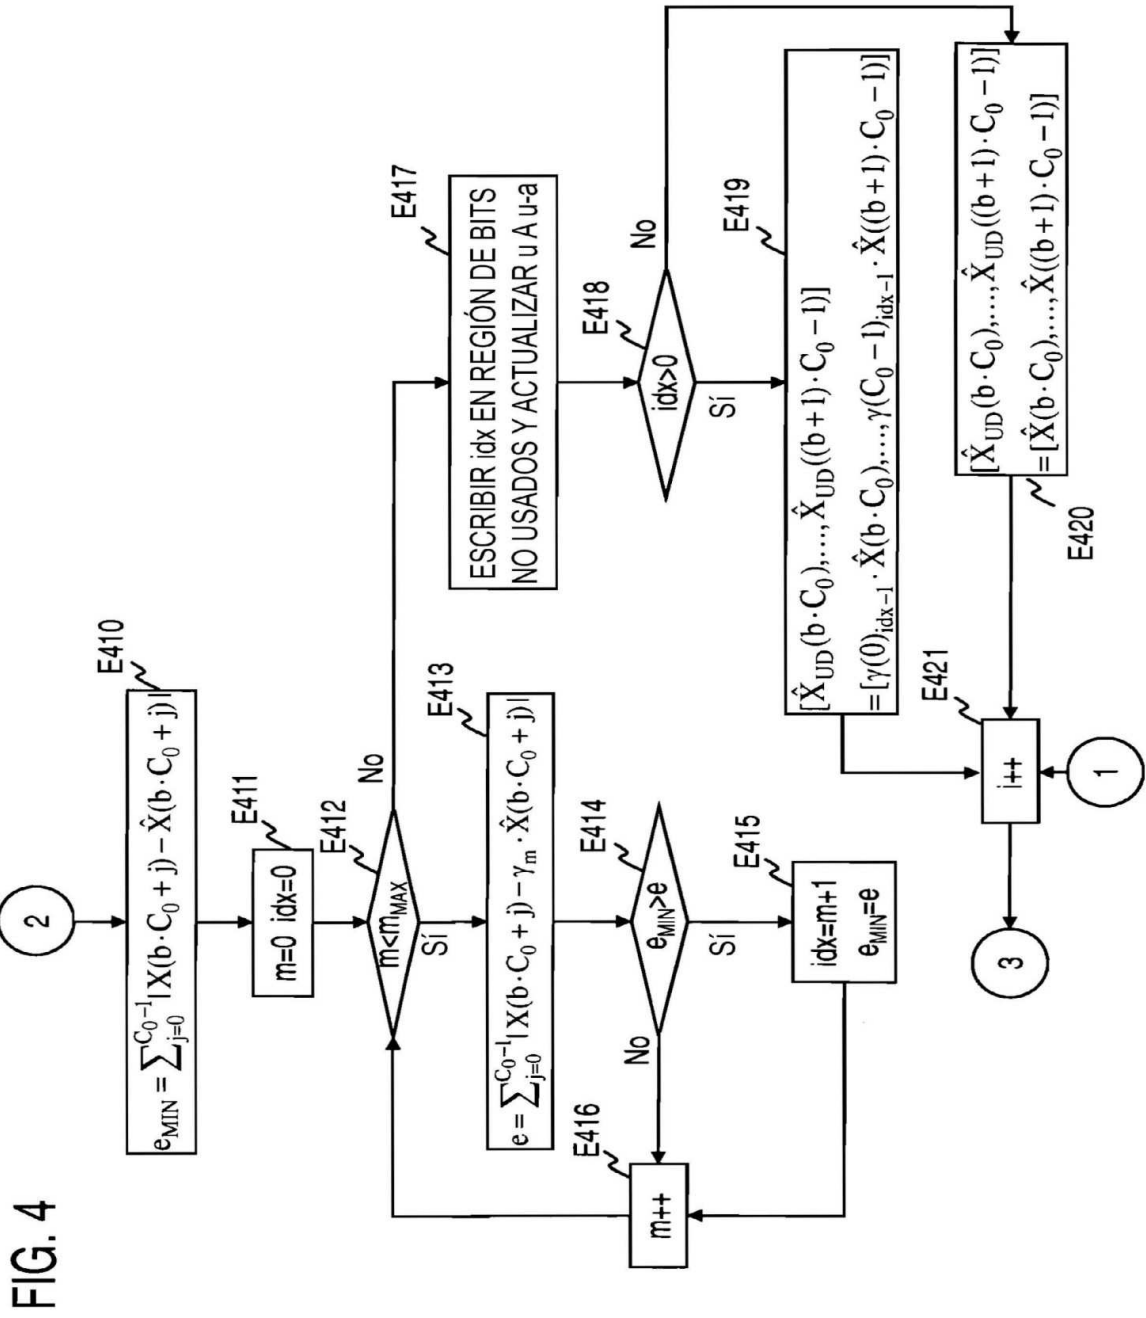 FIG. 4
2
E410
e_MIN = ∑_{j=0}^{C_0−1} |X(b·C_0 + j) − X̂(b·C_0 + j)|
E411
m=0 idx=0
E412
m<m_MAX
No
Sí
E413
e = ∑_{j=0}^{C_0−1} |X(b·C_0 + j) − γ_m · X̂(b·C_0 + j)|
E414
e_MIN>e
No
Sí
E415
idx=m+1
e_MIN=e
E416
m++
E417
ESCRIBIR idx EN REGIÓN DE BITS
NO USADOS Y ACTUALIZAR u A u-a
E418
idx>0
No
Sí
E419
[X̂_UD(b·C_0),...,X̂_UD((b+1)·C_0 −1)]
=[γ(0)_{idx−1}·X̂(b·C_0),...,γ(C_0 −1)_{idx−1}·X̂((b+1)·C_0 −1)]
[X̂_UD(b·C_0),...,X̂_UD((b+1)·C_0 −1)]
=[X̂(b·C_0),...,X̂((b+1)·C_0 −1)]
E420
E421
i++
1
3